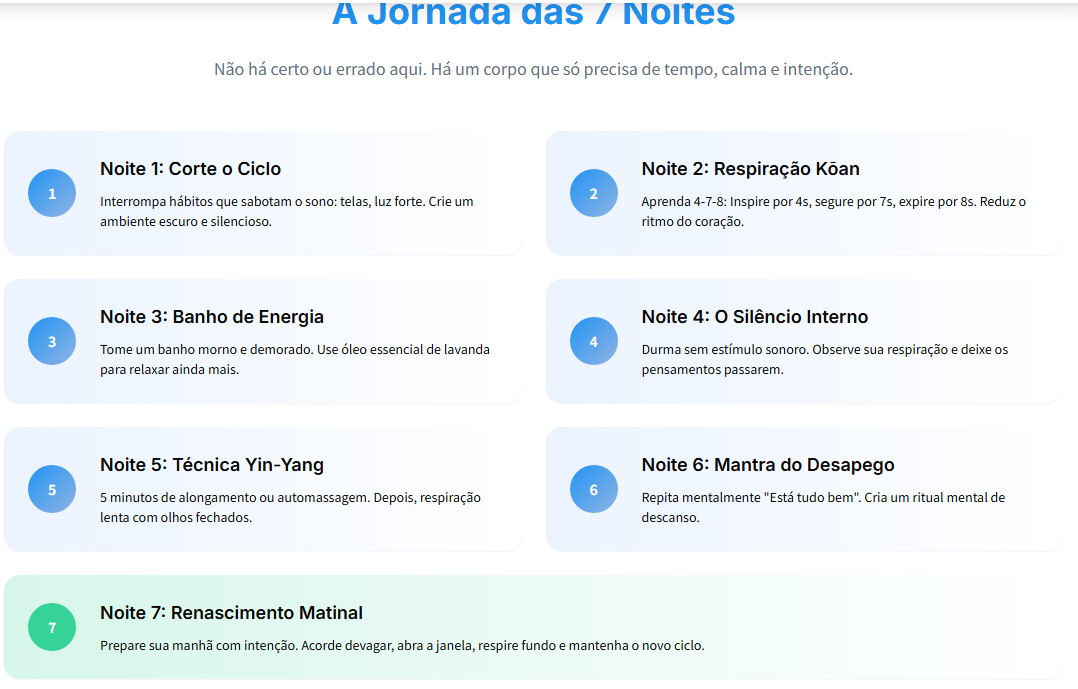 A Jornada das 7 Noites
Não há certo ou errado aqui. Há um corpo que só precisa de tempo, calma e intenção.
1
Noite 1: Corte o Ciclo
Interrompa hábitos que sabotam o sono: telas, luz forte. Crie um
ambiente escuro e silencioso.
2
Noite 2: Respiração Kōan
Aprenda 4-7-8: Inspire por 4s, segure por 7s, expire por 8s. Reduz o
ritmo do coração.
3
Noite 3: Banho de Energia
Tome um banho morno e demorado. Use óleo essencial de lavanda
para relaxar ainda mais.
4
Noite 4: O Silêncio Interno
Durma sem estímulo sonoro. Observe sua respiração e deixe os
pensamentos passarem.
5
Noite 5: Técnica Yin-Yang
5 minutos de alongamento ou automassagem. Depois, respiração
lenta com olhos fechados.
6
Noite 6: Mantra do Desapego
Repita mentalmente "Está tudo bem". Cria um ritual mental de
descanso.
7
Noite 7: Renascimento Matinal
Prepare sua manhã com intenção. Acorde devagar, abra a janela, respire fundo e mantenha o novo ciclo.